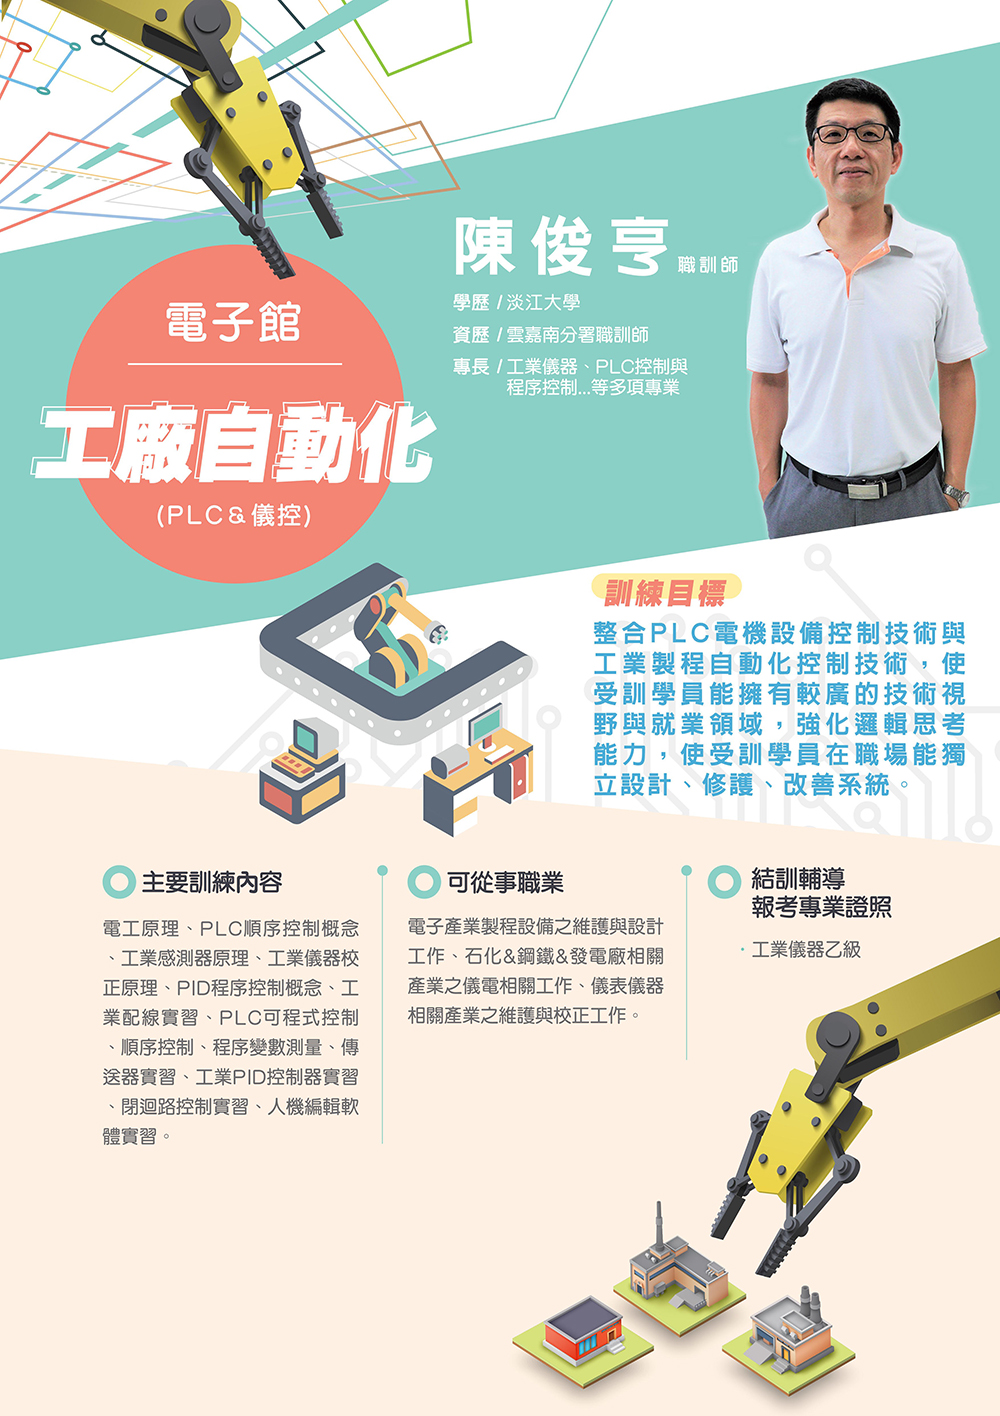 電子館
工廠自動化
(PLC&儀控)
陳俊亨 職訓師
學歷 / 淡江大學
資歷 / 雲嘉南分署職訓師
專長 / 工業儀器、PLC控制與
程序控制...等多項專業
訓練目標
整合PLC電機設備控制技術與
工業製程自動化控制技術，使
受訓學員能擁有較廣的技術視
野與就業領域，強化邏輯思考
能力，使受訓學員在職場能獨
立設計、修護、改善系統。
主要訓練內容
電工原理、PLC順序控制概念
、工業感測器原理、工業儀器校
正原理、PID程序控制概念、工
業配線實習、PLC可程式控制
、順序控制、程序變數測量、傳
送器實習、工業PID控制器實習
、閉迴路控制實習、人機編輯軟
體實習。
可從事職業
電子產業製程設備之維護與設計
工作、石化&鋼鐵&發電廠相關
產業之儀電相關工作、儀表儀器
相關產業之維護與校正工作。
結訓輔導
報考專業證照
·工業儀器乙級